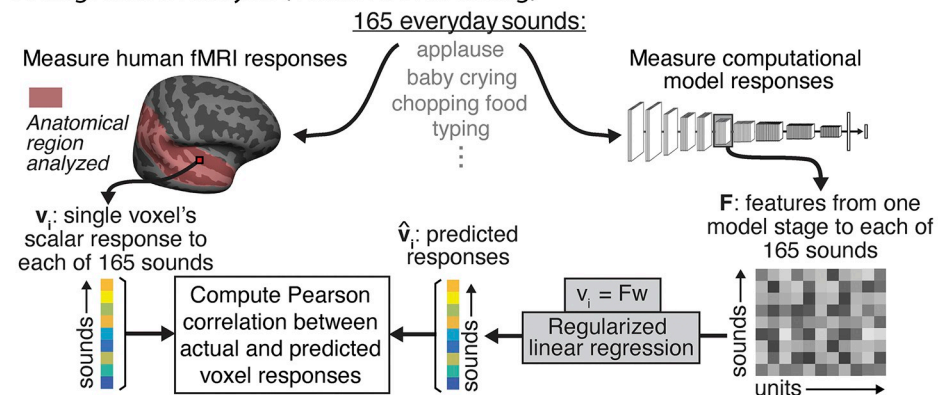 165 everyday sounds:
applause
baby crying
chopping food
typing
Measure human fMRI responses
Anatomical
region
analyzed
Measure computational
model responses
v_i: single voxel's
scalar response to
each of 165 sounds
v̂_i: predicted
responses
F: features from one
model stage to each of
165 sounds
sounds
Compute Pearson
correlation between
actual and predicted
voxel responses
sounds
v_i = Fw
Regularized
linear regression
sounds
units